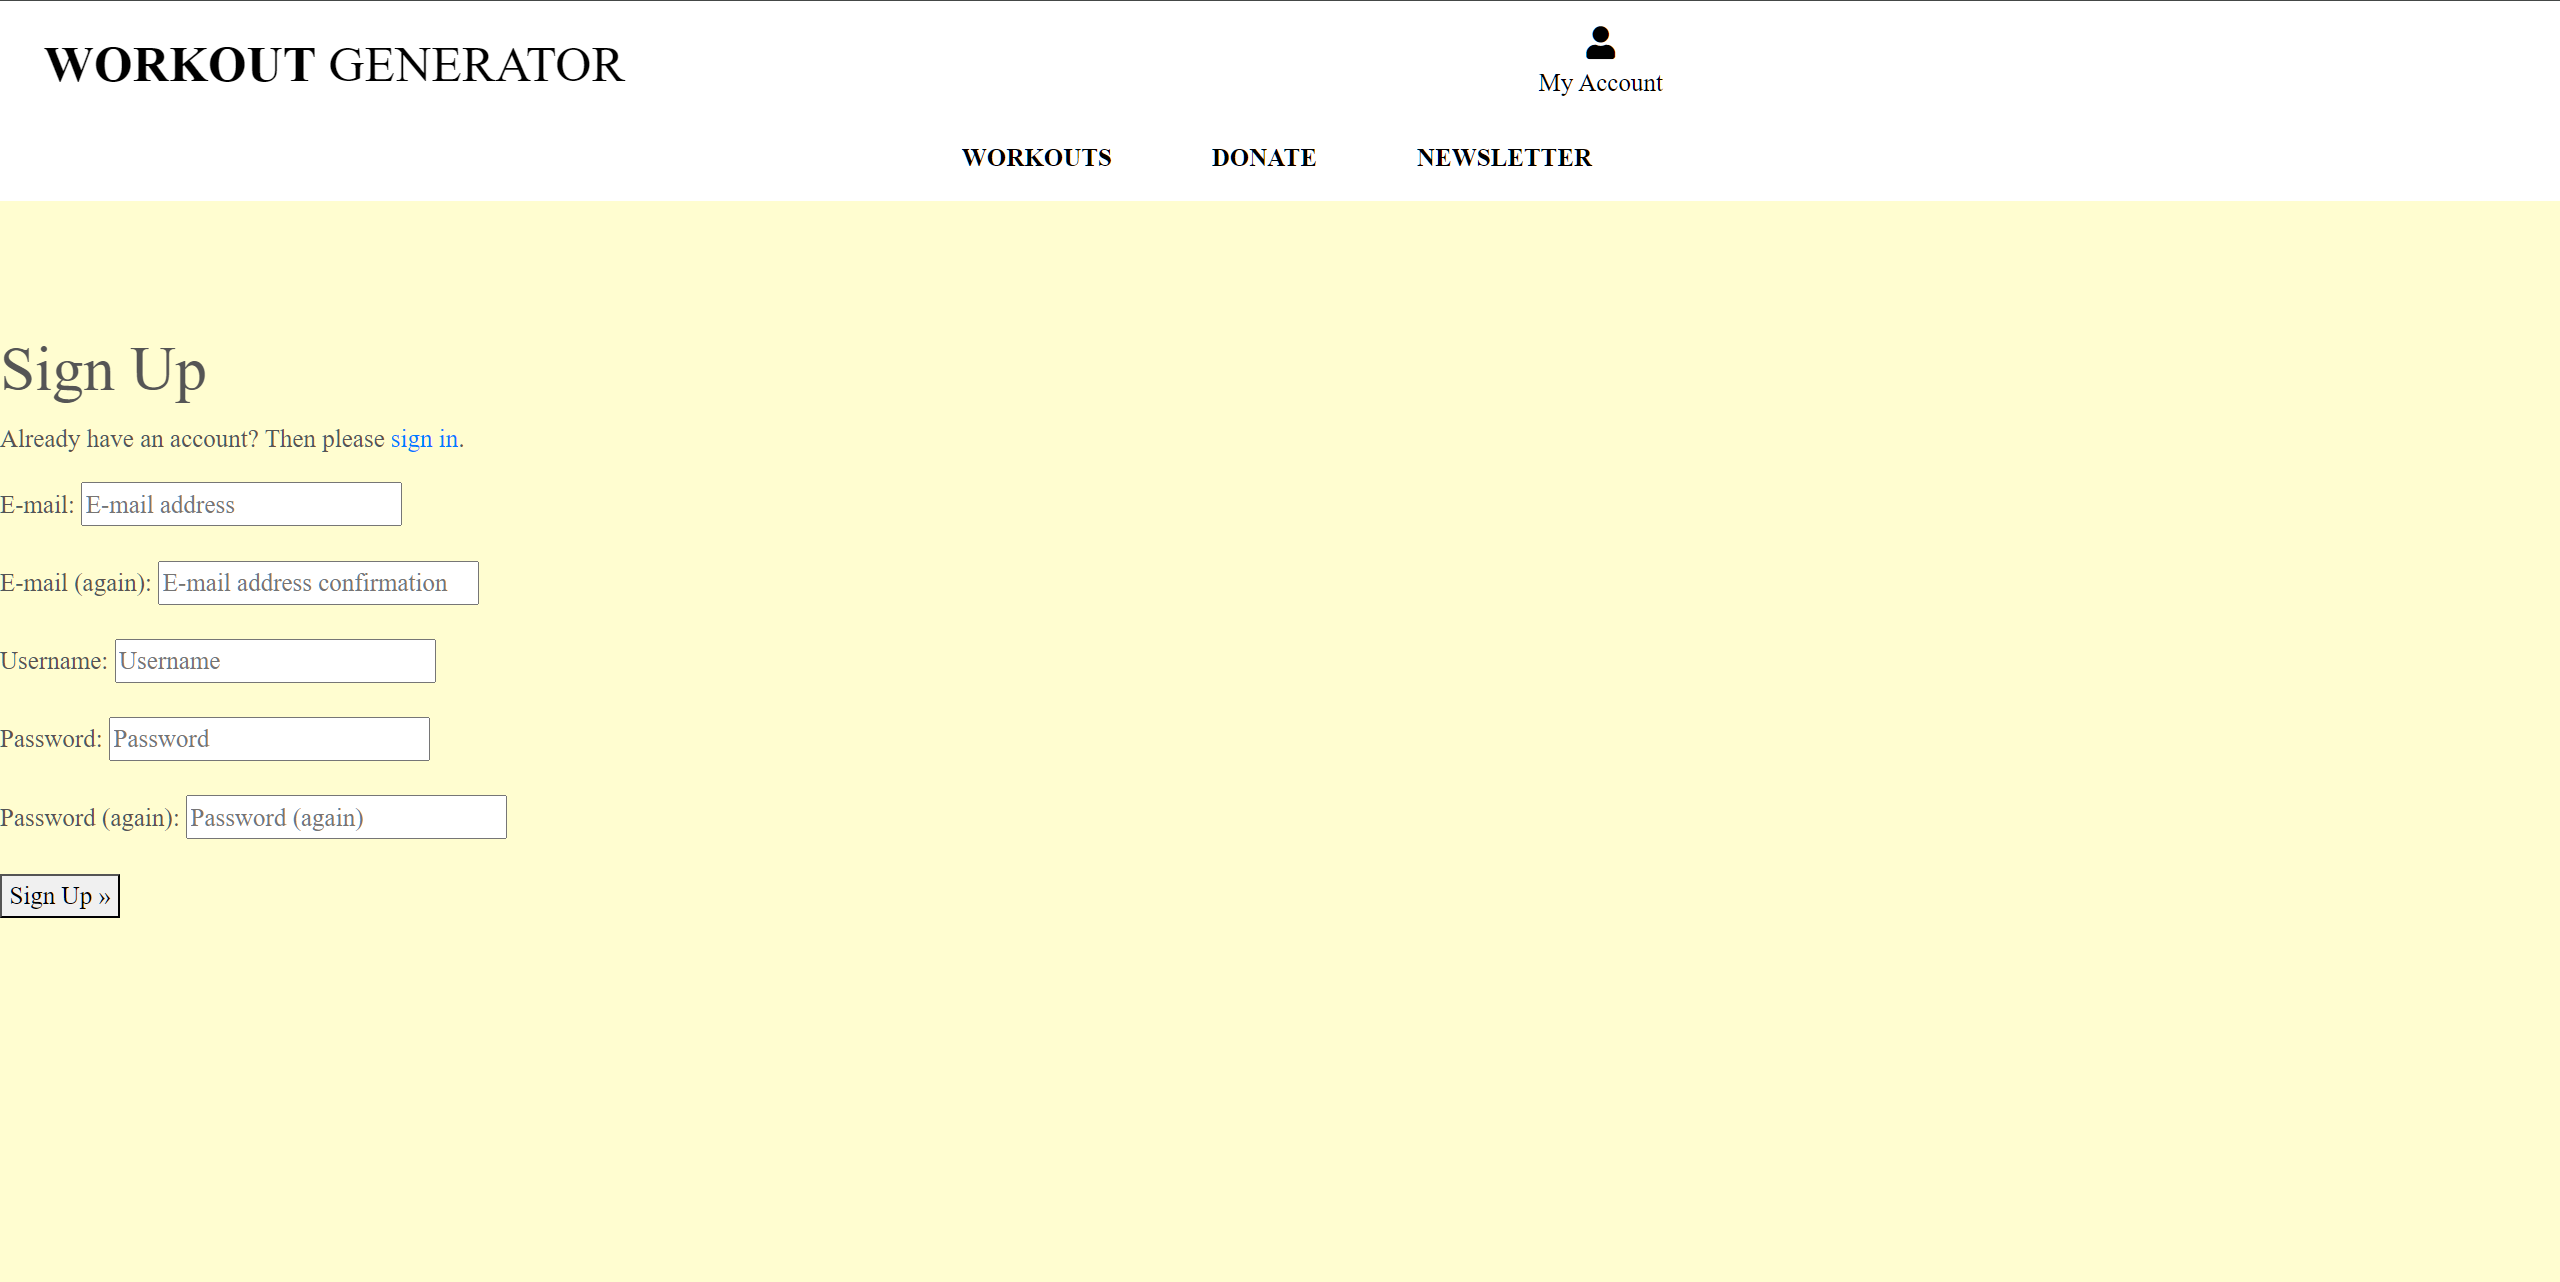 WORKOUT GENERATOR
My Account
WORKOUTS DONATE NEWSLETTER
Sign Up
Already have an account? Then please sign in.
E-mail: E-mail address
E-mail (again): E-mail address confirmation
Username: Username
Password: Password
Password (again): Password (again)
Sign Up »